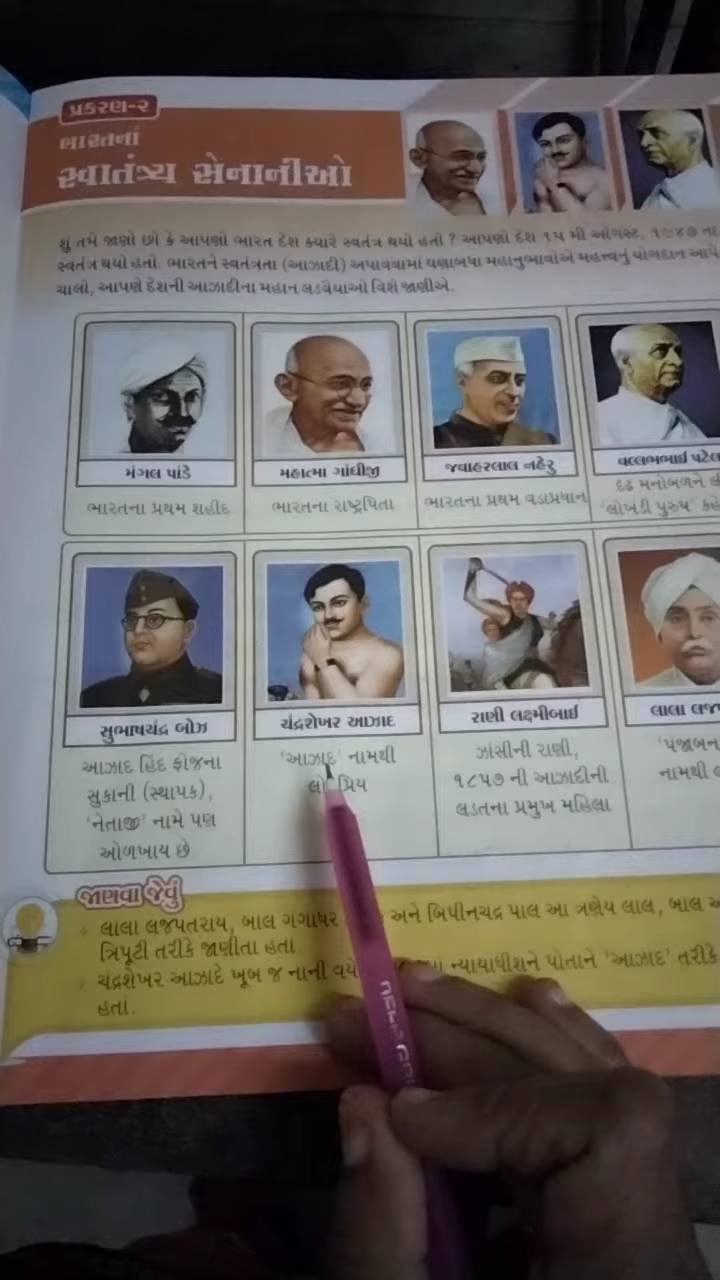 પ્રકરણ-૨
ભારતનાં
સ્વાતંત્ર્ય સેનાનીઓ
શું તમે જાણો છો કે આપણો ભારત દેશ ક્યારે સ્વતંત્ર થયો હતો ? આપણો દેશ ૧૫ મી ઑગસ્ટ, ૧૯૪૭ ના
સ્વતંત્ર થયો હતો. ભારતને સ્વતંત્રતા (આઝાદી) અપાવવામાં ઘણાબધા મહાનુભાવોએ મહત્ત્વનું યોગદાન
ચાલો, આપણે દેશની આઝાદીના મહાન લડવૈયાઓ વિશે જાણીએ.
મંગલ પાંડે
ભારતના પ્રથમ શહીદ
મહાત્મા ગાંધીજી
ભારતના રાષ્ટ્રપિતા
જવાહરલાલ નહેરુ
ભારતના પ્રથમ વડાપ્રધાન
વલ્લભભાઈ પટેલ
દૃઢ મનોબળને
'લોખંડી પુરુષ'
સુભાષચંદ્ર બોઝ
આઝાદ હિંદ ફોજના
સુકાની (સ્થાપક),
'નેતાજી' નામે પણ
ઓળખાય છે
ચંદ્રશેખર આઝાદ
'આઝાદ' નામથી
પ્રિય
રાણી લક્ષ્મીબાઈ
ઝાંસીની રાણી,
૧૮૫૭ ની આઝાદીની
લડતના પ્રમુખ મહિલા
લાલા
નામથી
જાણવા જેવું
લાલા લજપતરાય, બાલ ગંગાધર અને બિપીનચંદ્ર પાલ આ ત્રણેય લાલ, બાલ
ત્રિપૂટી તરીકે જાણીતા હતા
ચંદ્રશેખર આઝાદે ખૂબ જ નાની ન્યાયાધીશને પોતાને 'આઝાદ' તરીકે
હતાં.